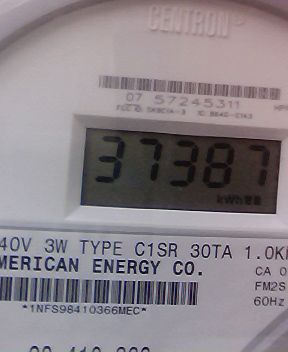 CENTRON®
07 57245311
37387
kWh
40V 3W TYPE C1SR 30TA 1.0K
MERICAN ENERGY CO.
CA 0
FM2S
60Hz
*1NFS98410366MEC*